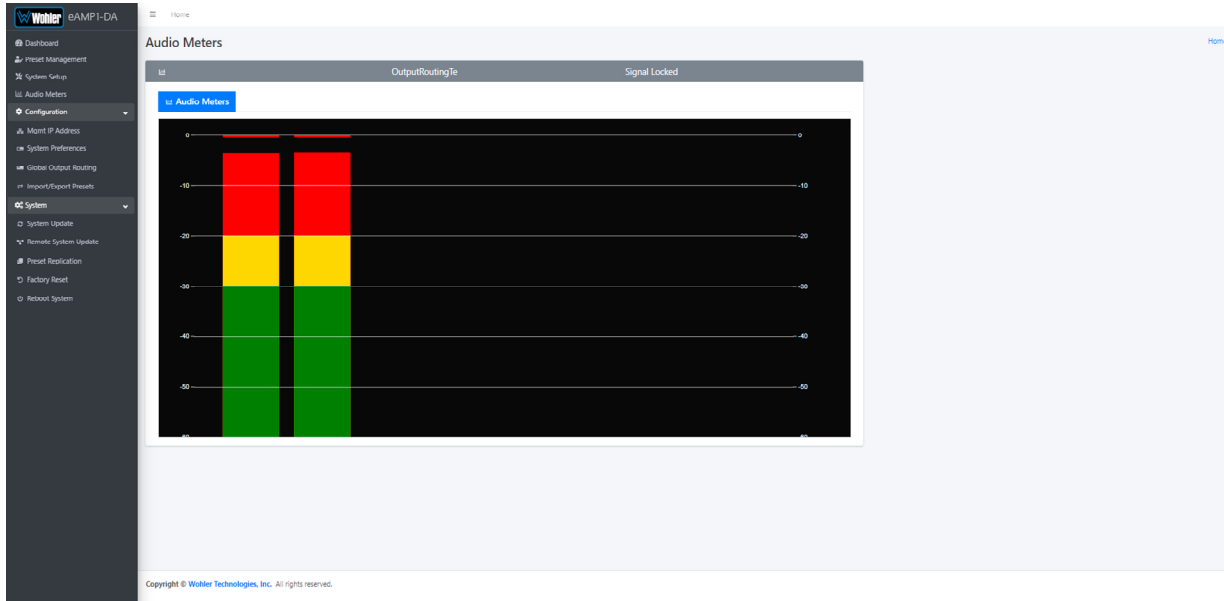 Wohler eAMP1-DA
Home
Dashboard
Preset Management
System Setup
Audio Meters
Configuration
Mgmt IP Address
System Preferences
Global Output Routing
Import/Export Presets
System
System Update
Remote System Update
Preset Replication
Factory Reset
Reboot System
Audio Meters
Home
OutputRoutingTe Signal Locked
Audio Meters
0 0
-10 -10
-20 -20
-30 -30
-40 -40
-50 -50
Copyright © Wohler Technologies, Inc. All rights reserved.